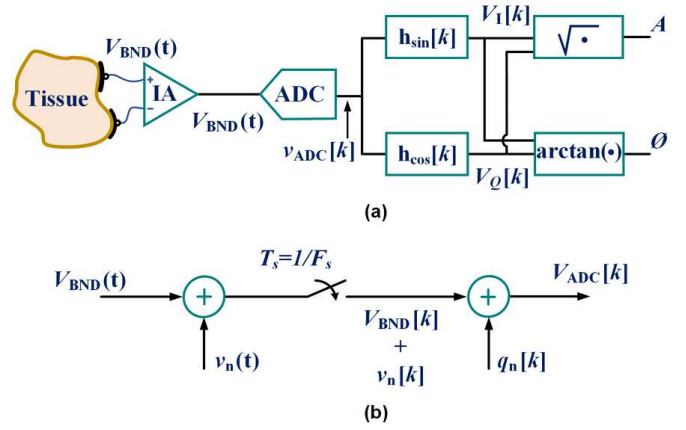 V_BND(t)
V_I[k]
A
h_sin[k]
√•
Tissue
+
IA
−
ADC
V_BND(t)
v_ADC[k]
h_cos[k]
V_Q[k]
arctan(•)
Ø
(a)
V_BND(t)
T_s=1/F_s
V_ADC[k]
+
+
V_BND[k]
+
v_n[k]
v_n(t)
q_n[k]
(b)